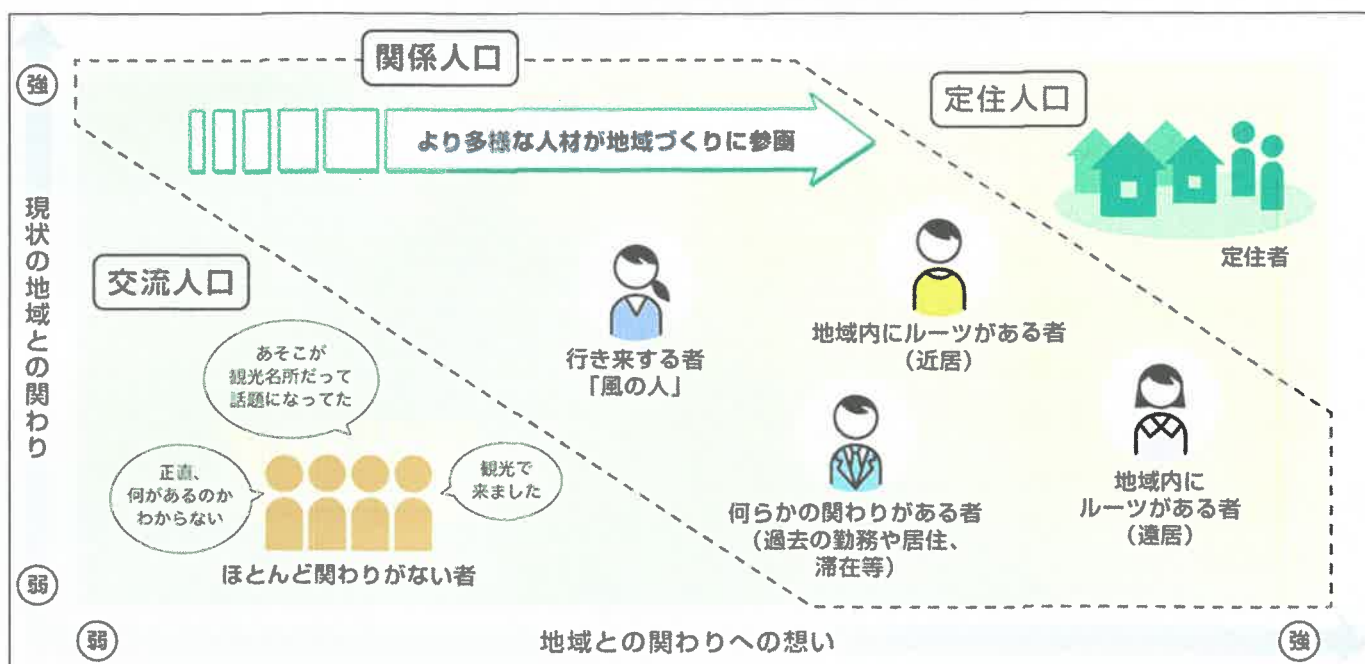 関係人口
強
定住人口
より多様な人材が地域づくりに参画
現状の地域との関わり
定住者
交流人口
地域内にルーツがある者
（近居）
行き来する者
「風の人」
あそこが
観光名所だって
話題になってた
正直、
何があるのか
わからない
観光で
来ました
地域内に
ルーツがある者
（遠居）
何らかの関わりがある者
（過去の勤務や居住、
滞在等）
ほとんど関わりがない者
弱
弱
地域との関わりへの想い
強